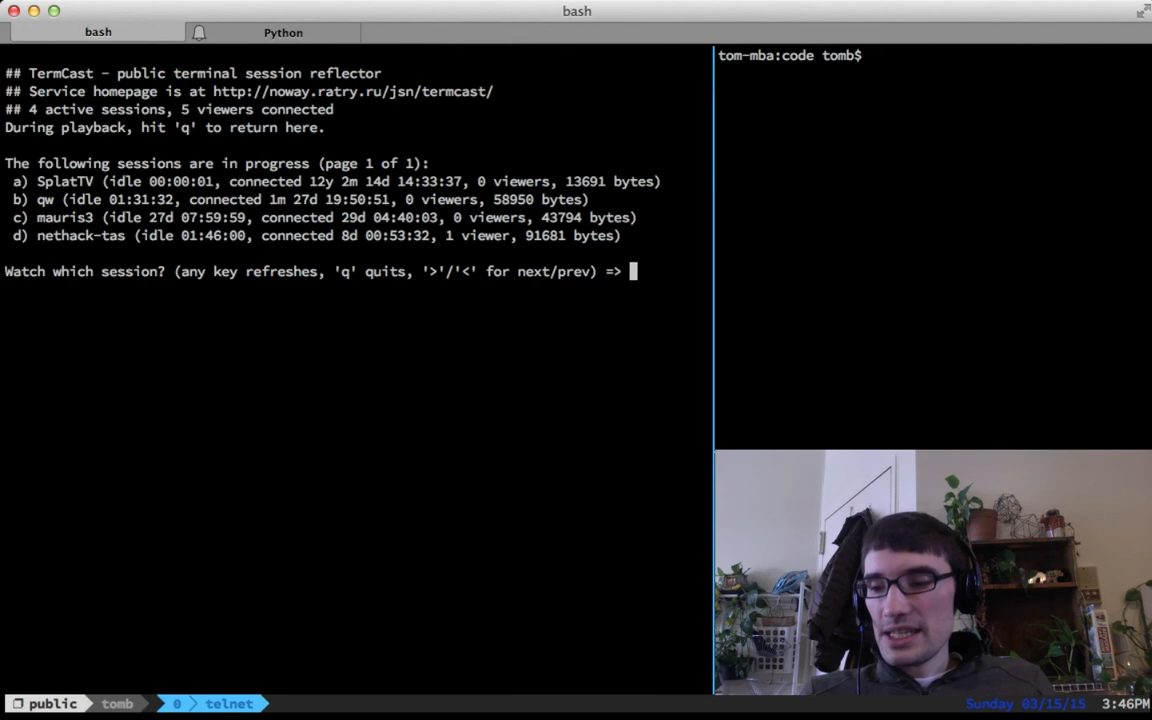 bash
bash
Python
## TermCast - public terminal session reflector
## Service homepage is at http://noway.ratry.ru/jsn/termcast/
## 4 active sessions, 5 viewers connected
During playback, hit 'q' to return here.
The following sessions are in progress (page 1 of 1):
a) SplatTV (idle 00:00:01, connected 12y 2m 14d 14:33:37, 0 viewers, 13691 bytes)
b) qw (idle 01:31:32, connected 1m 27d 19:50:51, 0 viewers, 58950 bytes)
c) mauris3 (idle 27d 07:59:59, connected 29d 04:40:03, 0 viewers, 43794 bytes)
d) nethack-tas (idle 01:46:00, connected 8d 00:53:32, 1 viewer, 91681 bytes)
Watch which session? (any key refreshes, 'q' quits, '>'/'<' for next/prev) =>
tom-mba:code tomb$
public tomb 0 telnet
Sunday 03/15/15 3:46PM